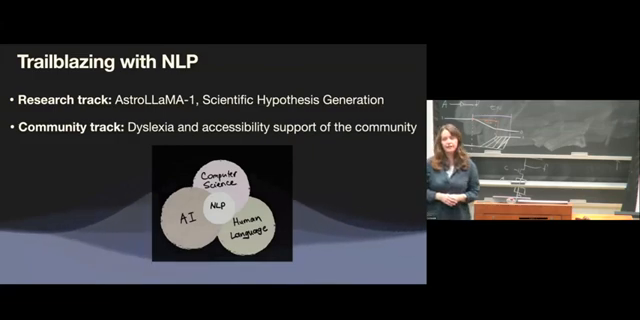 Trailblazing with NLP
• Research track: AstroLLaMA-1, Scientific Hypothesis Generation
• Community track: Dyslexia and accessibility support of the community
Computer
Science
NLP
AI
Human
Language